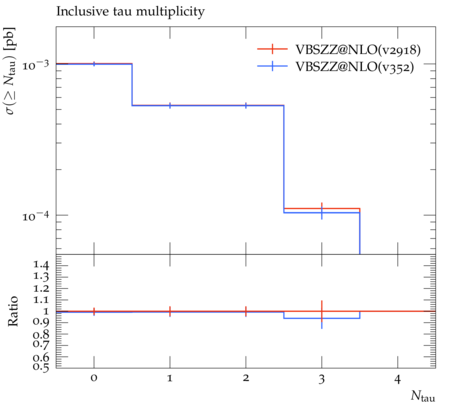 Inclusive tau multiplicity
σ(≥ Ntau) [pb]
VBSZZ@NLO(v2918)
VBSZZ@NLO(v352)
10⁻³
10⁻⁴
Ratio
1.4
1.3
1.2
1.1
1
0.9
0.8
0.7
0.6
0.5
0 1 2 3 4
Ntau